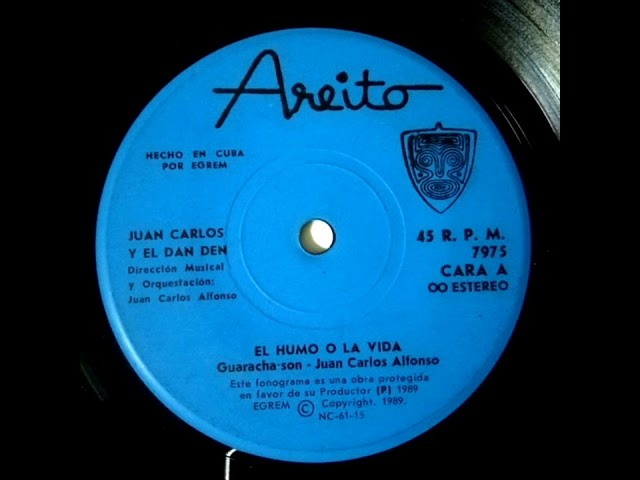 Areito
HECHO EN CUBA
POR EGREM
JUAN CARLOS
Y EL DAN DEN
Dirección Musical
y Orquestación:
Juan Carlos Alfonso
45 R. P. M.
7975
CARA A
∞ ESTEREO
EL HUMO O LA VIDA
Guaracha-son - Juan Carlos Alfonso
Este fonograma es una obra protegida
en favor de su Productor (P) 1989
EGREM © Copyright. 1989.
NC-61-15